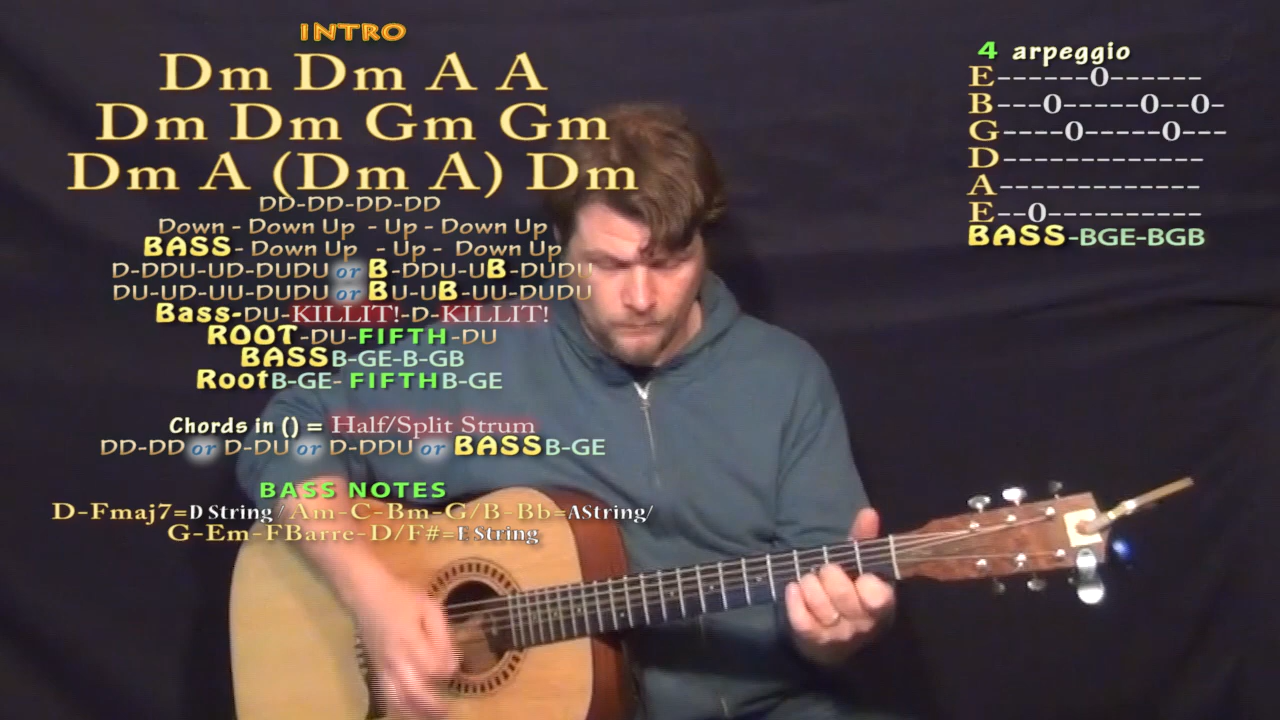 INTRO
Dm Dm A A
Dm Dm Gm Gm
Dm A (Dm A) Dm
DD-DD-DD-DD
Down - Down Up - Up - Down Up
BASS - Down Up - Up - Down Up
D-DDU-UD-DUDU or B-DDU-UB-DUDU
DU-UD-UU-DUDU or BU-UB-UU-DUDU
Bass-DU-KILLIT!-D-KILLIT!
ROOT-DU-FIFTH-DU
BASSB-GE-B-GB
RootB-GE- FIFTHB-GE
Chords in () = Half/Split Strum
DD-DD or D-DU or D-DDU or BASSB-GE
BASS NOTES
D-Fmaj7=D String / Am-C-Bm-G/B-Bb=AString/
G-Em-FBarre-D/F#=E String
4 arpeggio
E------0------
B---0-----0--0-
G----0-----0---
D-------------
A-------------
E--0----------
BASS-BGE-BGB